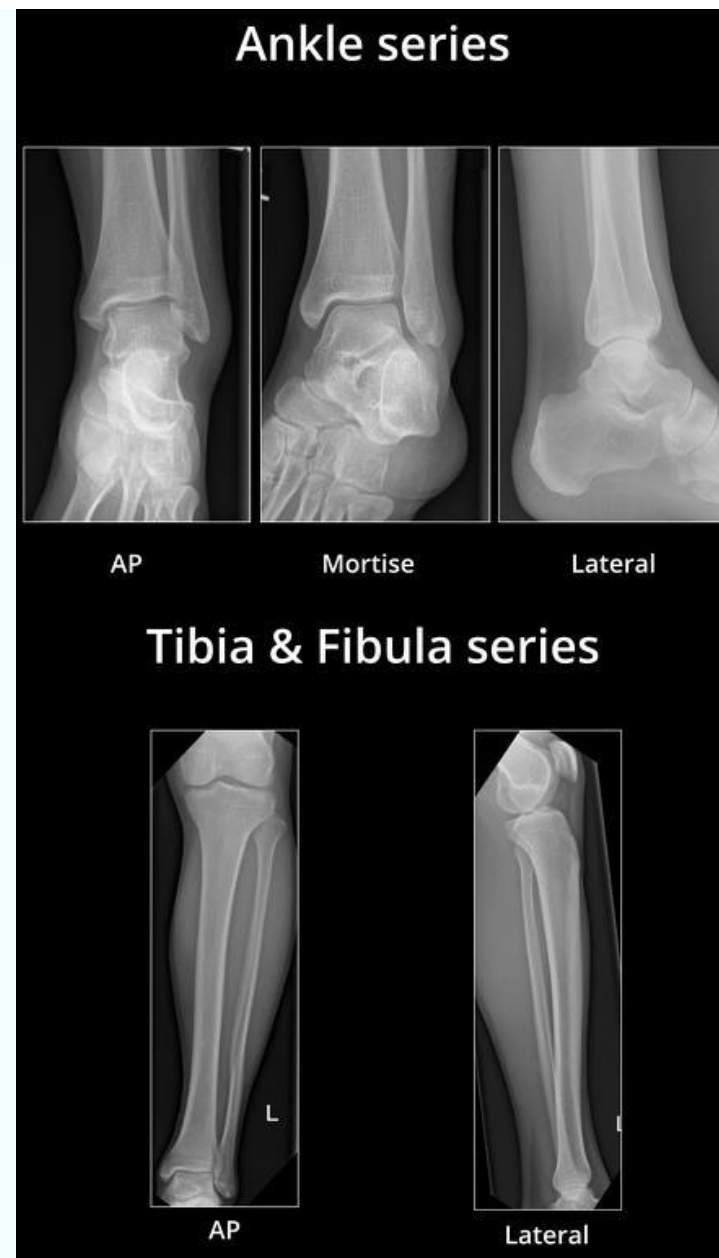 Ankle series
AP
Mortise
Lateral
Tibia & Fibula series
L
L
AP
Lateral